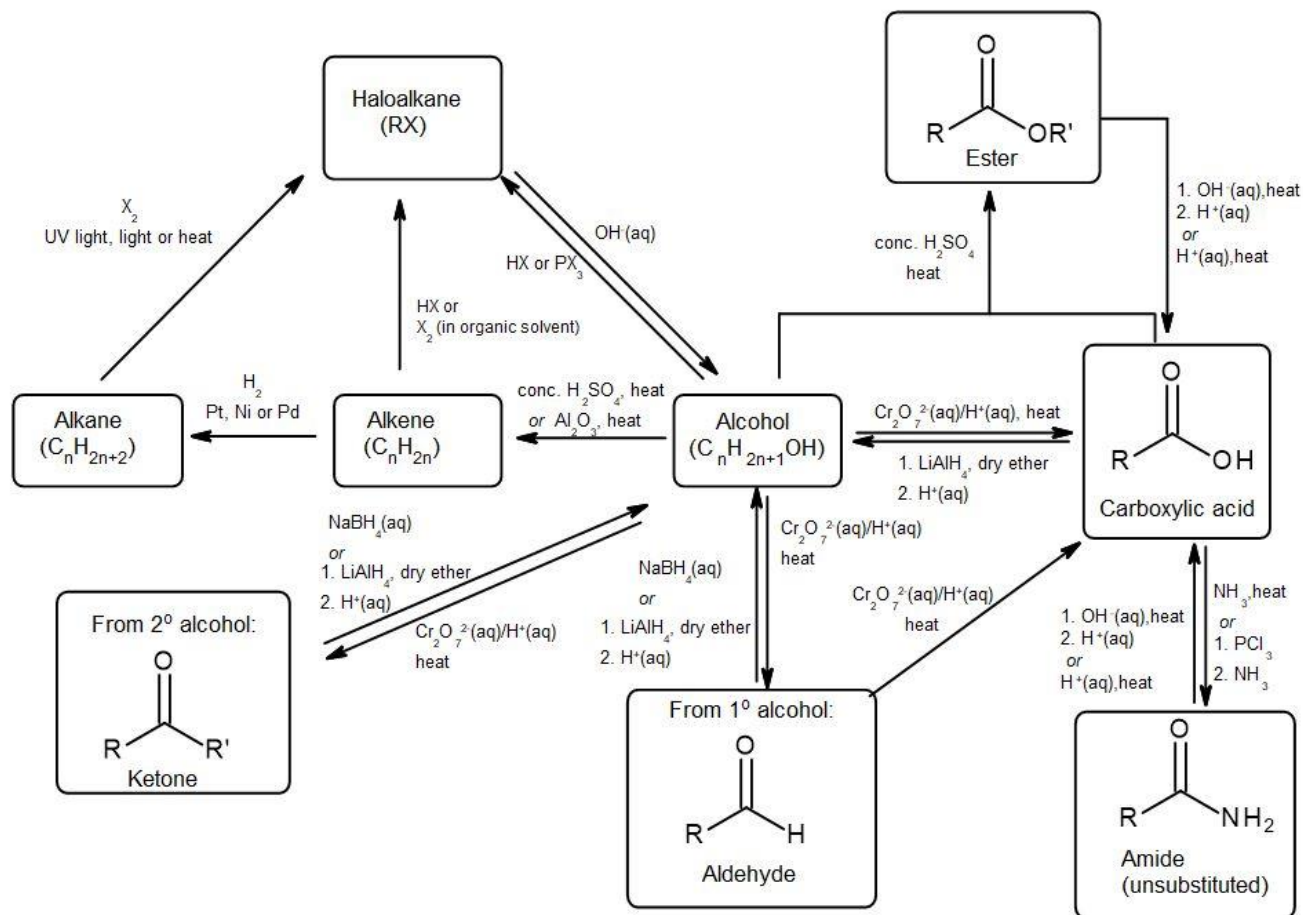 Haloalkane
(RX)
X₂
UV light, light or heat
OH⁻(aq)
HX or PX₃
HX or
X₂ (in organic solvent)
O
R
OR'
Ester
1. OH⁻(aq),heat
2. H⁺(aq)
or
H⁺(aq),heat
conc. H₂SO₄
heat
Alkane
(CₙH₂ₙ₊₂)
H₂
Pt, Ni or Pd
Alkene
(CₙH₂ₙ)
conc. H₂SO₄, heat
or Al₂O₃, heat
Alcohol
(CₙH₂ₙ₊₁OH)
Cr₂O₇²⁻(aq)/H⁺(aq), heat
1. LiAlH₄, dry ether
2. H⁺(aq)
O
R
OH
Carboxylic acid
NaBH₄(aq)
or
1. LiAlH₄, dry ether
2. H⁺(aq)
Cr₂O₇²⁻(aq)/H⁺(aq)
heat
From 2º alcohol:
O
R
R'
Ketone
NaBH₄(aq)
or
1. LiAlH₄, dry ether
2. H⁺(aq)
Cr₂O₇²⁻(aq)/H⁺(aq)
heat
Cr₂O₇²⁻(aq)/H⁺(aq)
heat
From 1º alcohol:
O
R
H
Aldehyde
1. OH⁻(aq),heat
2. H⁺(aq)
or
H⁺(aq),heat
NH₃,heat
or
1. PCl₃
2. NH₃
O
R
NH₂
Amide
(unsubstituted)